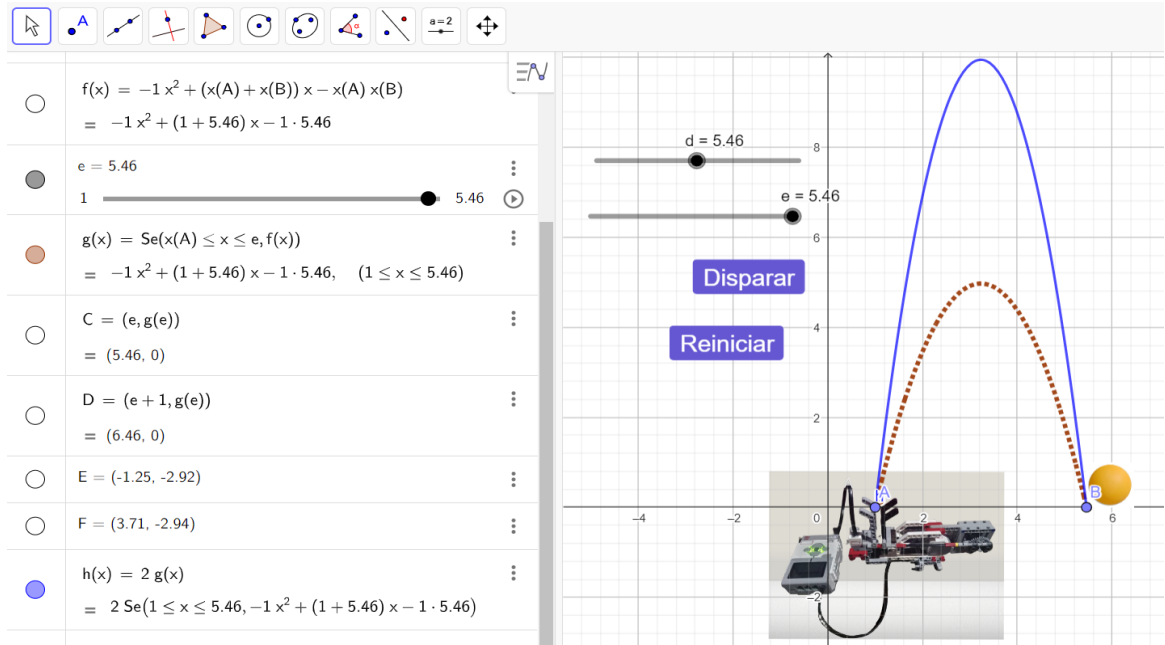 A
α
a=2
f(x) = −1 x² + (x(A) + x(B)) x − x(A) x(B)
= −1 x² + (1 + 5.46) x − 1 · 5.46
e = 5.46
1 5.46
g(x) = Se(x(A) ≤ x ≤ e, f(x))
= −1 x² + (1 + 5.46) x − 1 · 5.46, (1 ≤ x ≤ 5.46)
C = (e, g(e))
= (5.46, 0)
D = (e + 1, g(e))
= (6.46, 0)
E = (-1.25, -2.92)
F = (3.71, -2.94)
h(x) = 2 g(x)
= 2 Se(1 ≤ x ≤ 5.46, −1 x² + (1 + 5.46) x − 1 · 5.46)
d = 5.46
8
e = 5.46
6
Disparar
4
Reiniciar
2
A B
−4 −2 0 2 4 6
−2